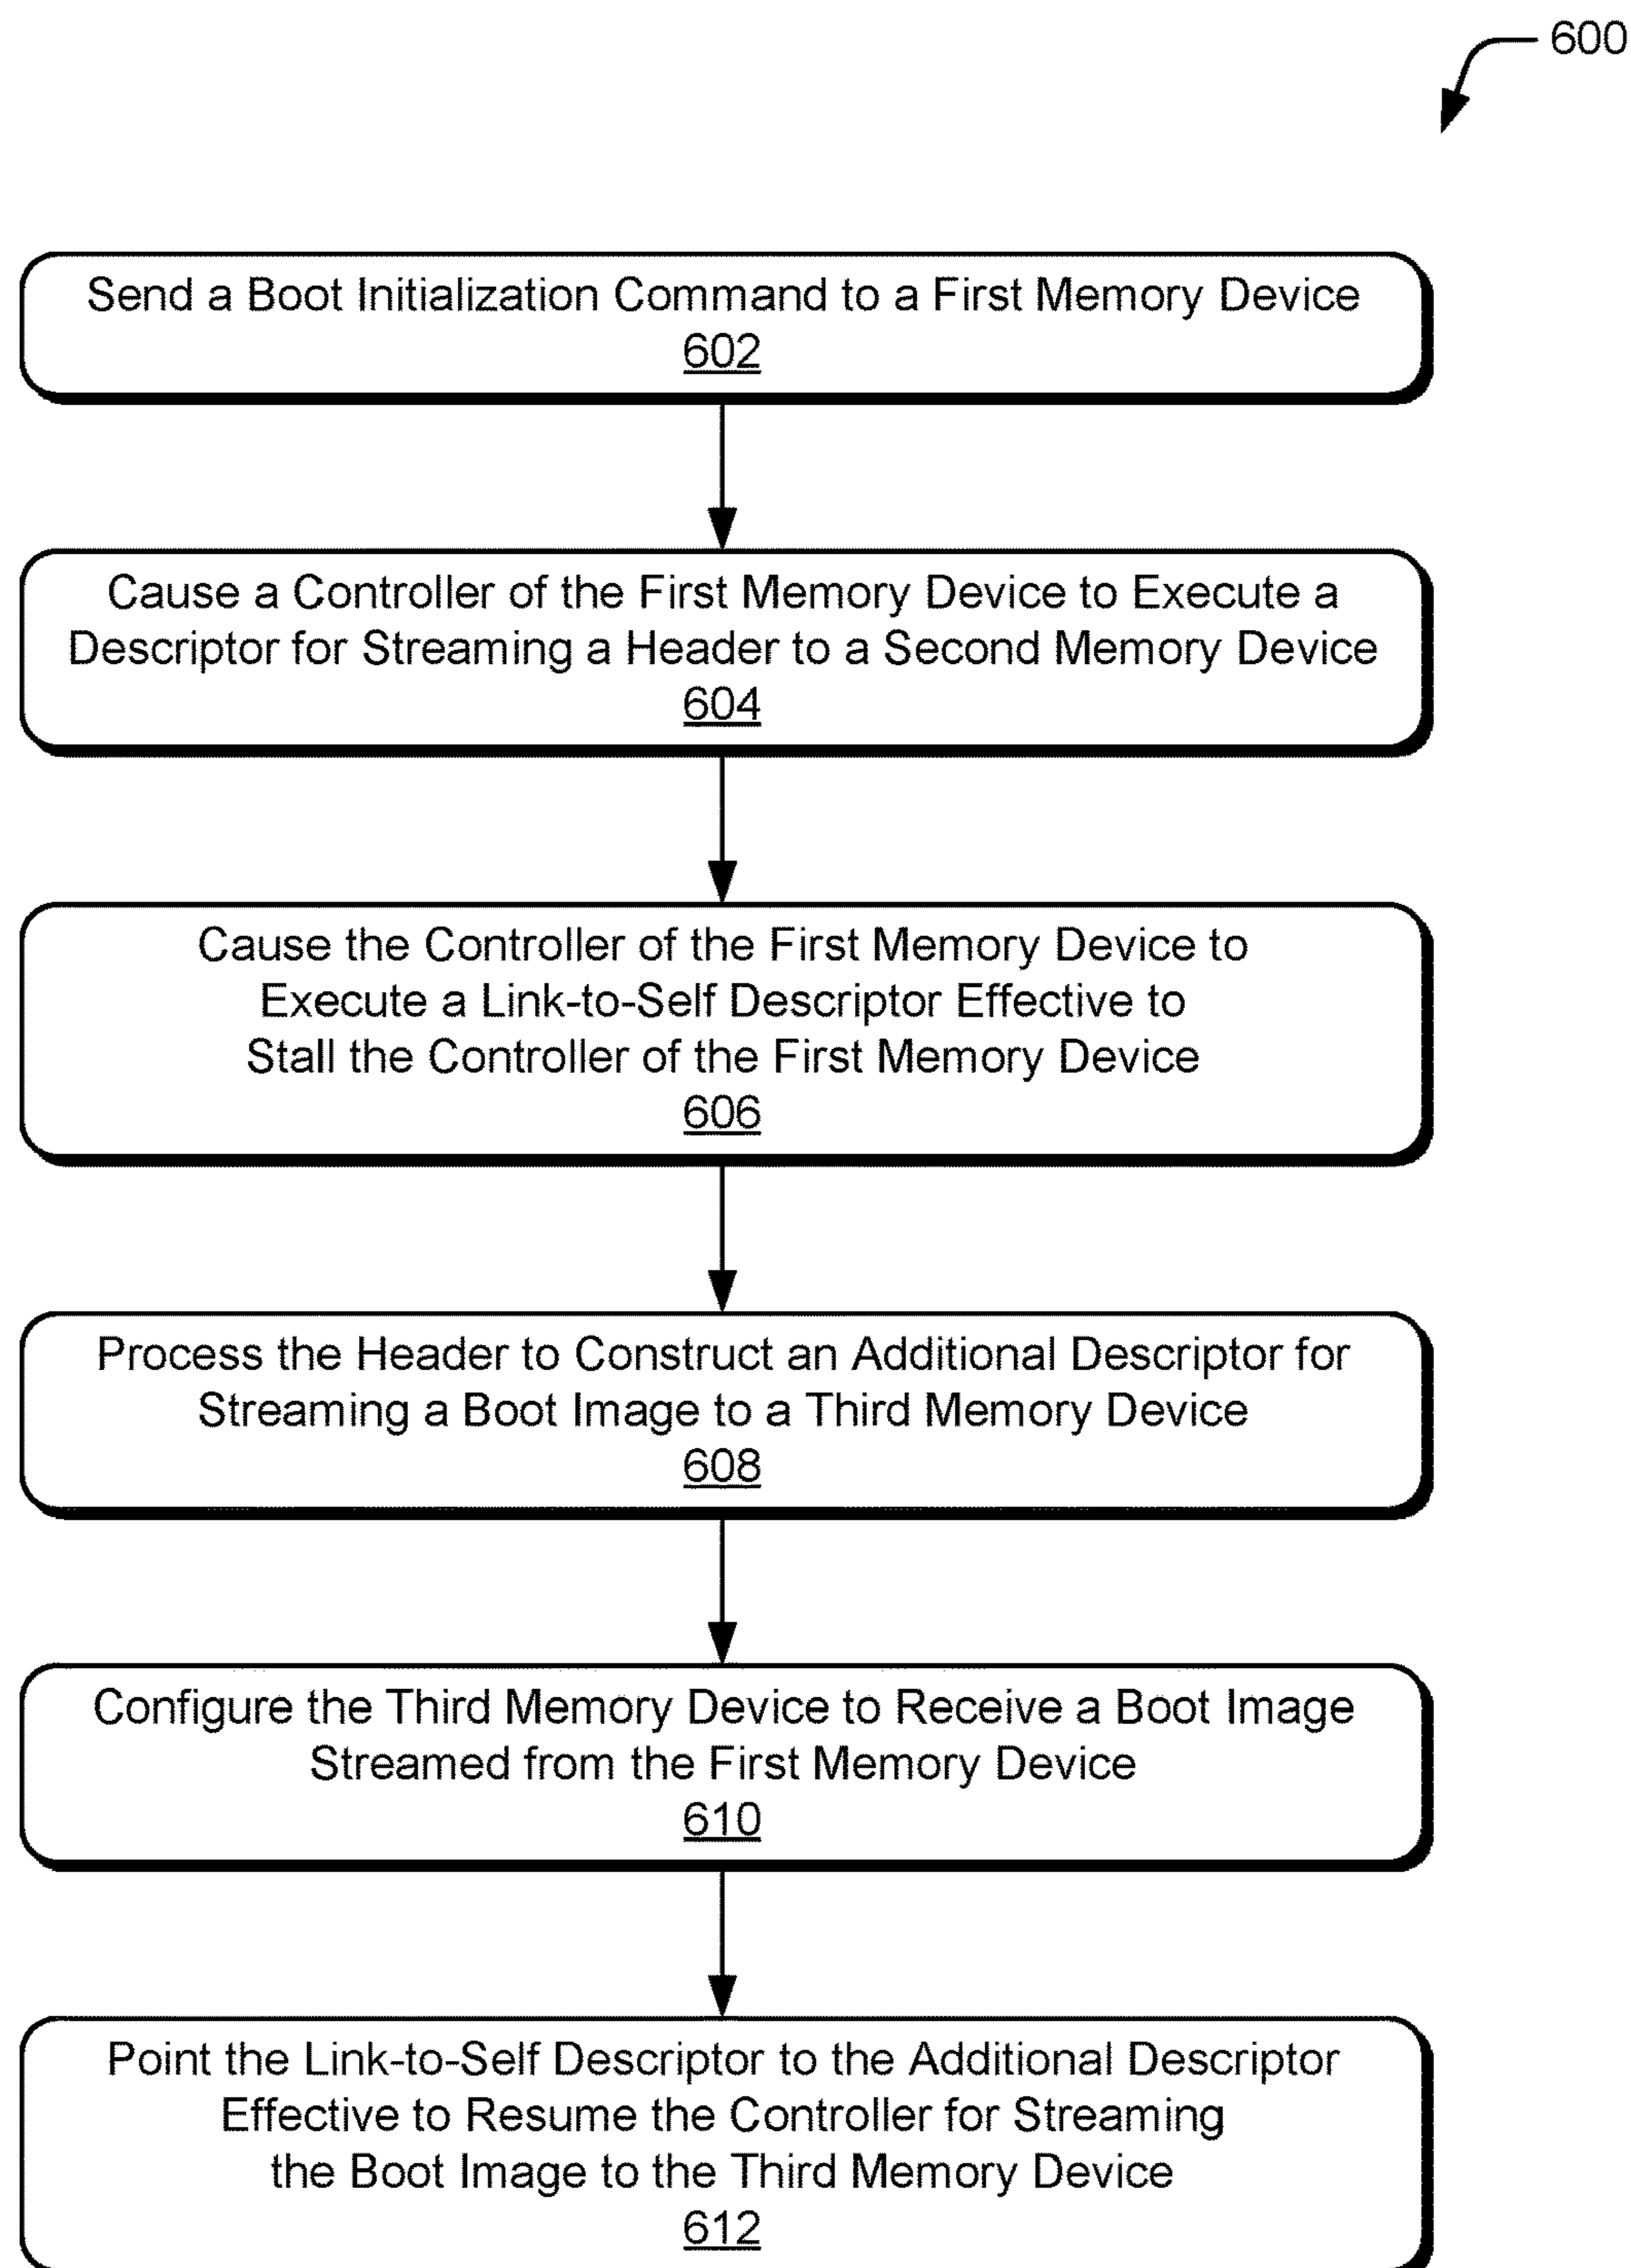 600
Send a Boot Initialization Command to a First Memory Device
602
Cause a Controller of the First Memory Device to Execute a
Descriptor for Streaming a Header to a Second Memory Device
604
Cause the Controller of the First Memory Device to
Execute a Link-to-Self Descriptor Effective to
Stall the Controller of the First Memory Device
606
Process the Header to Construct an Additional Descriptor for
Streaming a Boot Image to a Third Memory Device
608
Configure the Third Memory Device to Receive a Boot Image
Streamed from the First Memory Device
610
Point the Link-to-Self Descriptor to the Additional Descriptor
Effective to Resume the Controller for Streaming
the Boot Image to the Third Memory Device
612